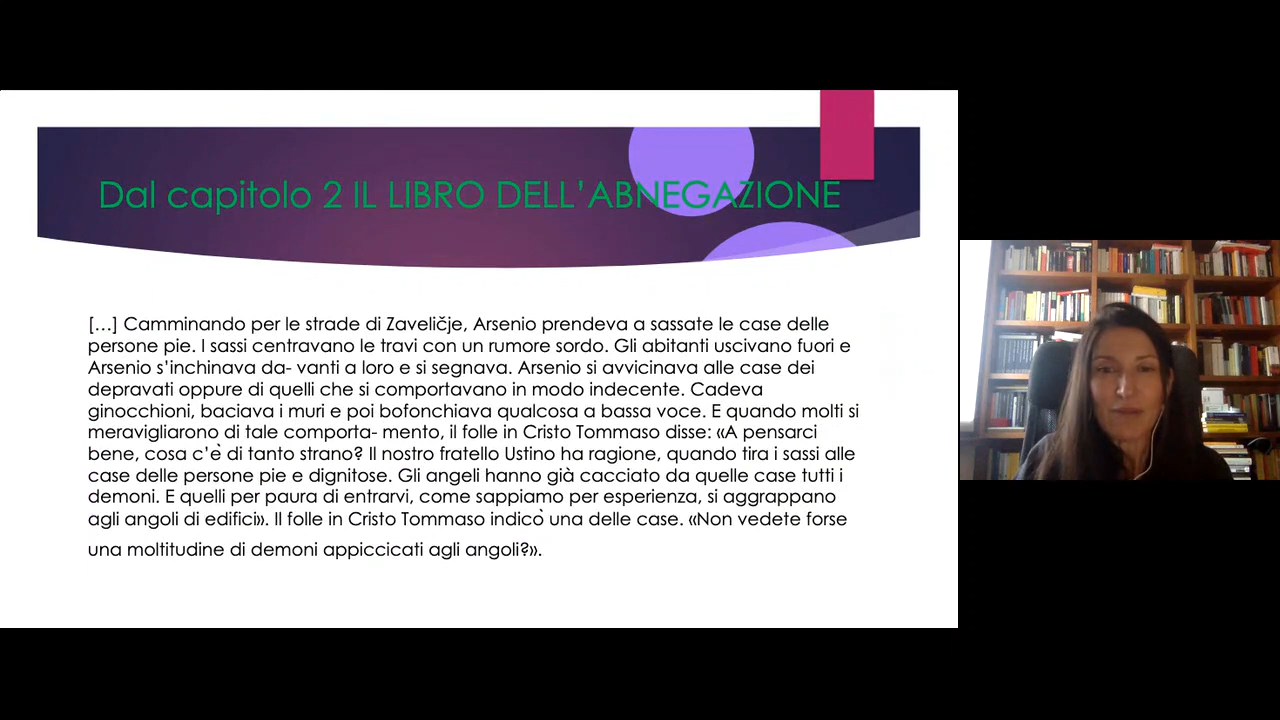 Dal capitolo 2 IL LIBRO DELL’ABNEGAZIONE
[…] Camminando per le strade di Zaveličje, Arsenio prendeva a sassate le case delle
persone pie. I sassi centravano le travi con un rumore sordo. Gli abitanti uscivano fuori e
Arsenio s’inchinava da- vanti a loro e si segnava. Arsenio si avvicinava alle case dei
depravati oppure di quelli che si comportavano in modo indecente. Cadeva
ginocchioni, baciava i muri e poi bofonchiava qualcosa a bassa voce. E quando molti si
meravigliarono di tale comporta- mento, il folle in Cristo Tommaso disse: «A pensarci
bene, cosa c’è di tanto strano? Il nostro fratello Ustino ha ragione, quando tira i sassi alle
case delle persone pie e dignitose. Gli angeli hanno già cacciato da quelle case tutti i
demoni. E quelli per paura di entrarvi, come sappiamo per esperienza, si aggrappano
agli angoli di edifici». Il folle in Cristo Tommaso indicò una delle case. «Non vedete forse
una moltitudine di demoni appiccicati agli angoli?».